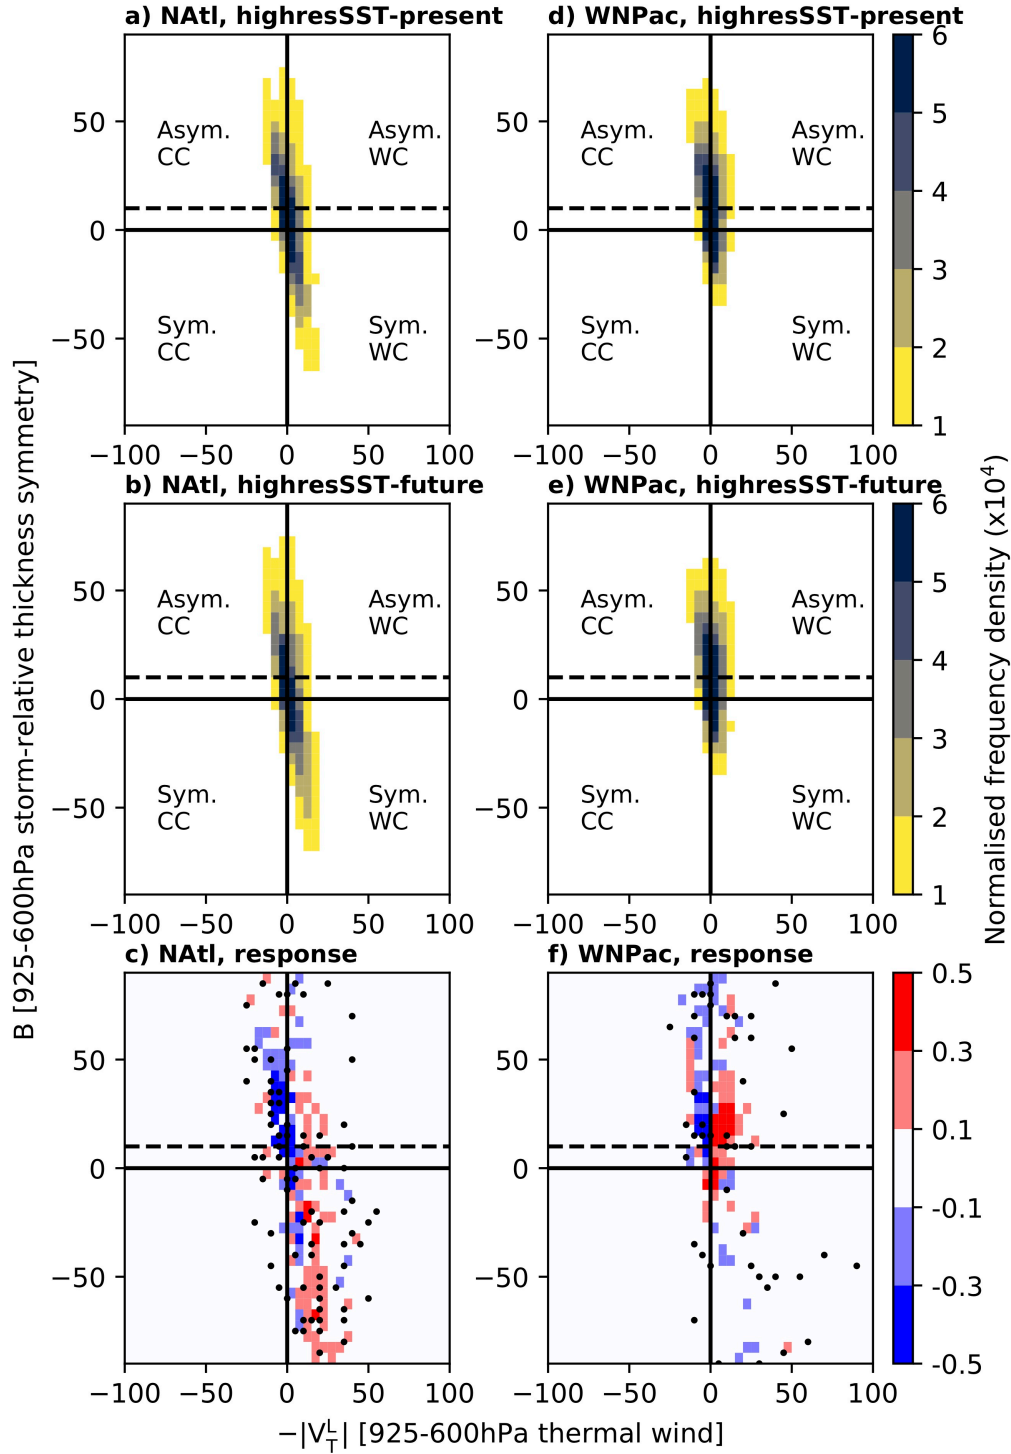 a) NAtl, highresSST-present
d) WNPac, highresSST-present
Asym.
CC
Asym.
WC
Sym.
CC
Sym.
WC
50
0
−50
−100 −50 0 50 100
Asym.
CC
Asym.
WC
Sym.
CC
Sym.
WC
50
0
−50
−100 −50 0 50 100
6
5
4
3
2
1
b) NAtl, highresSST-future
e) WNPac, highresSST-future
Asym.
CC
Asym.
WC
Sym.
CC
Sym.
WC
50
0
−50
−100 −50 0 50 100
Asym.
CC
Asym.
WC
Sym.
CC
Sym.
WC
50
0
−50
−100 −50 0 50 100
6
5
4
3
2
1
c) NAtl, response
f) WNPac, response
50
0
−50
−100 −50 0 50 100
50
0
−50
−100 −50 0 50 100
0.5
0.3
0.1
-0.1
-0.3
-0.5
B [925-600hPa storm-relative thickness symmetry]
Normalised frequency density (x10⁴)
−|V_T^L| [925-600hPa thermal wind]